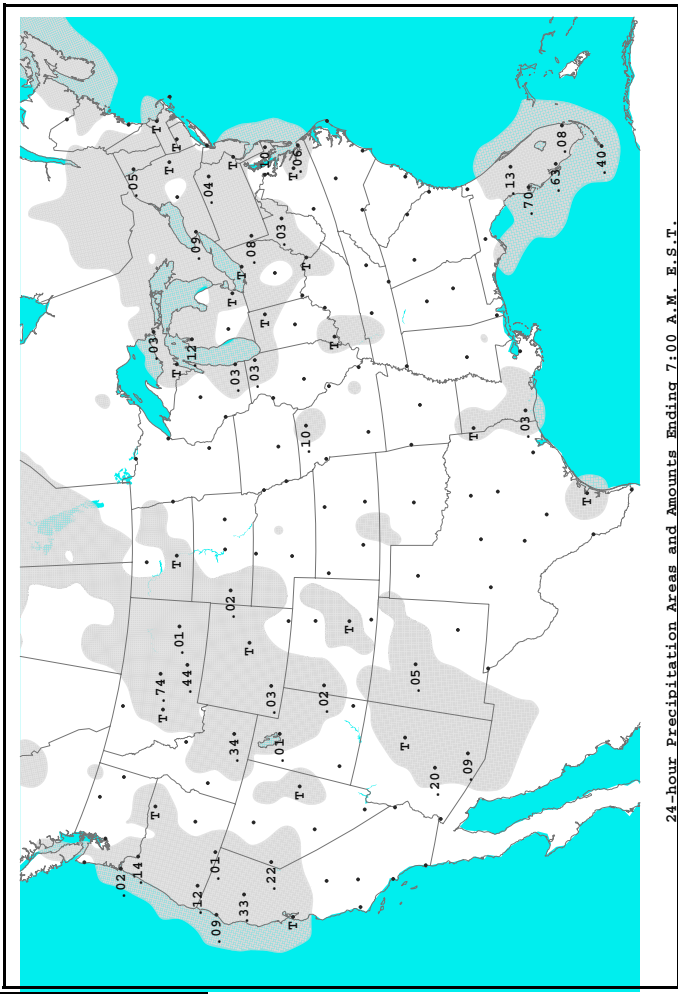 .02
.05
.14
.03
T
T
T
.74
T
T
T
T
.01
.44
.12
.12
.09
.04
.09
.01
.02
T
T
.34
.03
T
.33
T
.08
.03
.10
T
.22
.03
.01
.03
T
T
.06
T
.10
T
.02
T
T
T
.05
.20
.09
T
.13
.03
.70
.63
.08
T
.40
24-hour Precipitation Areas and Amounts Ending 7:00 A.M. E.S.T.